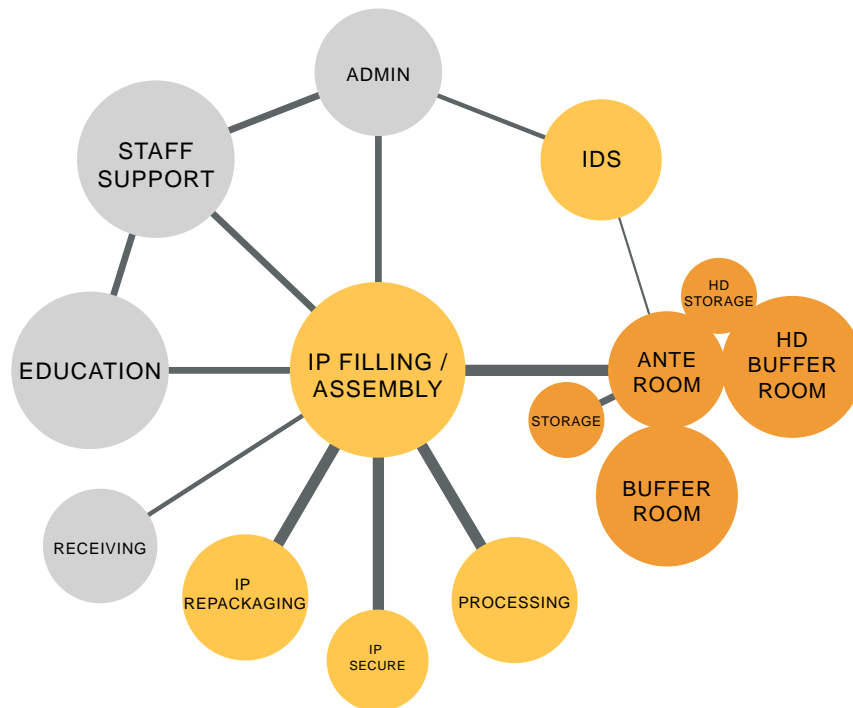 ADMIN
STAFF
SUPPORT
IDS
HD
STORAGE
EDUCATION
IP FILLING /
ASSEMBLY
ANTE
ROOM
HD
BUFFER
ROOM
STORAGE
BUFFER
ROOM
RECEIVING
IP
REPACKAGING
PROCESSING
IP
SECURE